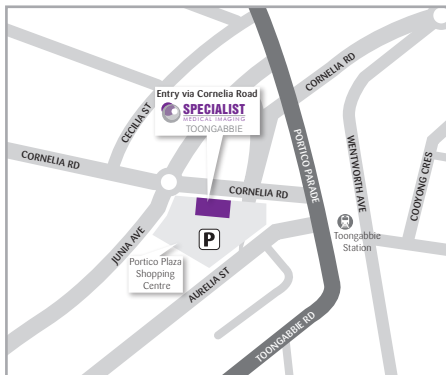 Entry via Cornelia Road
SPECIALIST
MEDICAL IMAGING
TOONGABBIE
CECILIA ST
CORNELIA RD
PORTICO PARADE
WENTWORTH AVE
COOYONG CRES
CORNELIA RD
CORNELIA RD
JUNIA AVE
P
Toongabbie
Station
Portico Plaza
Shopping
Centre
AURELIA ST
TOONGABBIE RD